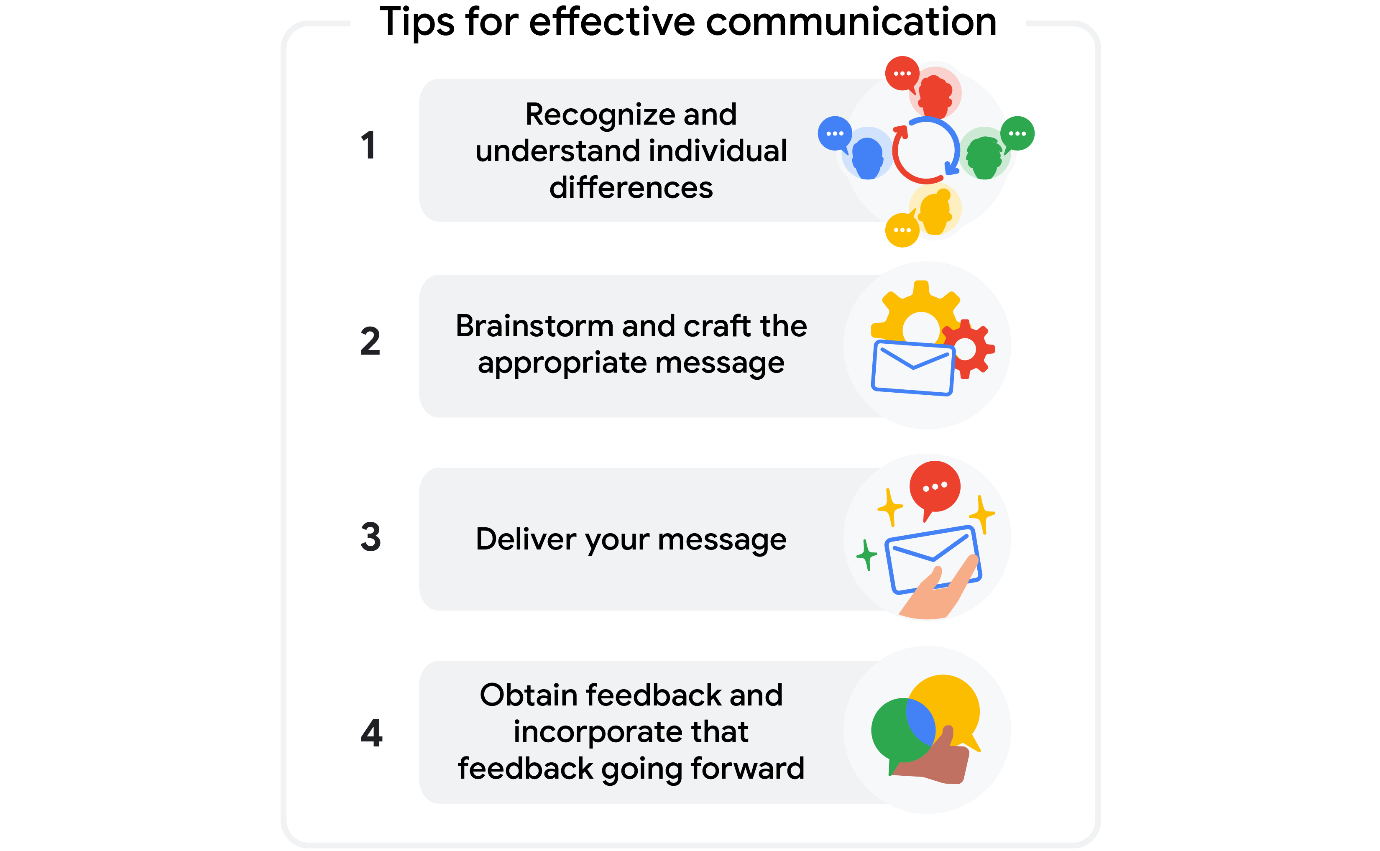 Tips for effective communication
1
Recognize and
understand individual
differences
2
Brainstorm and craft the
appropriate message
3
Deliver your message
4
Obtain feedback and
incorporate that
feedback going forward